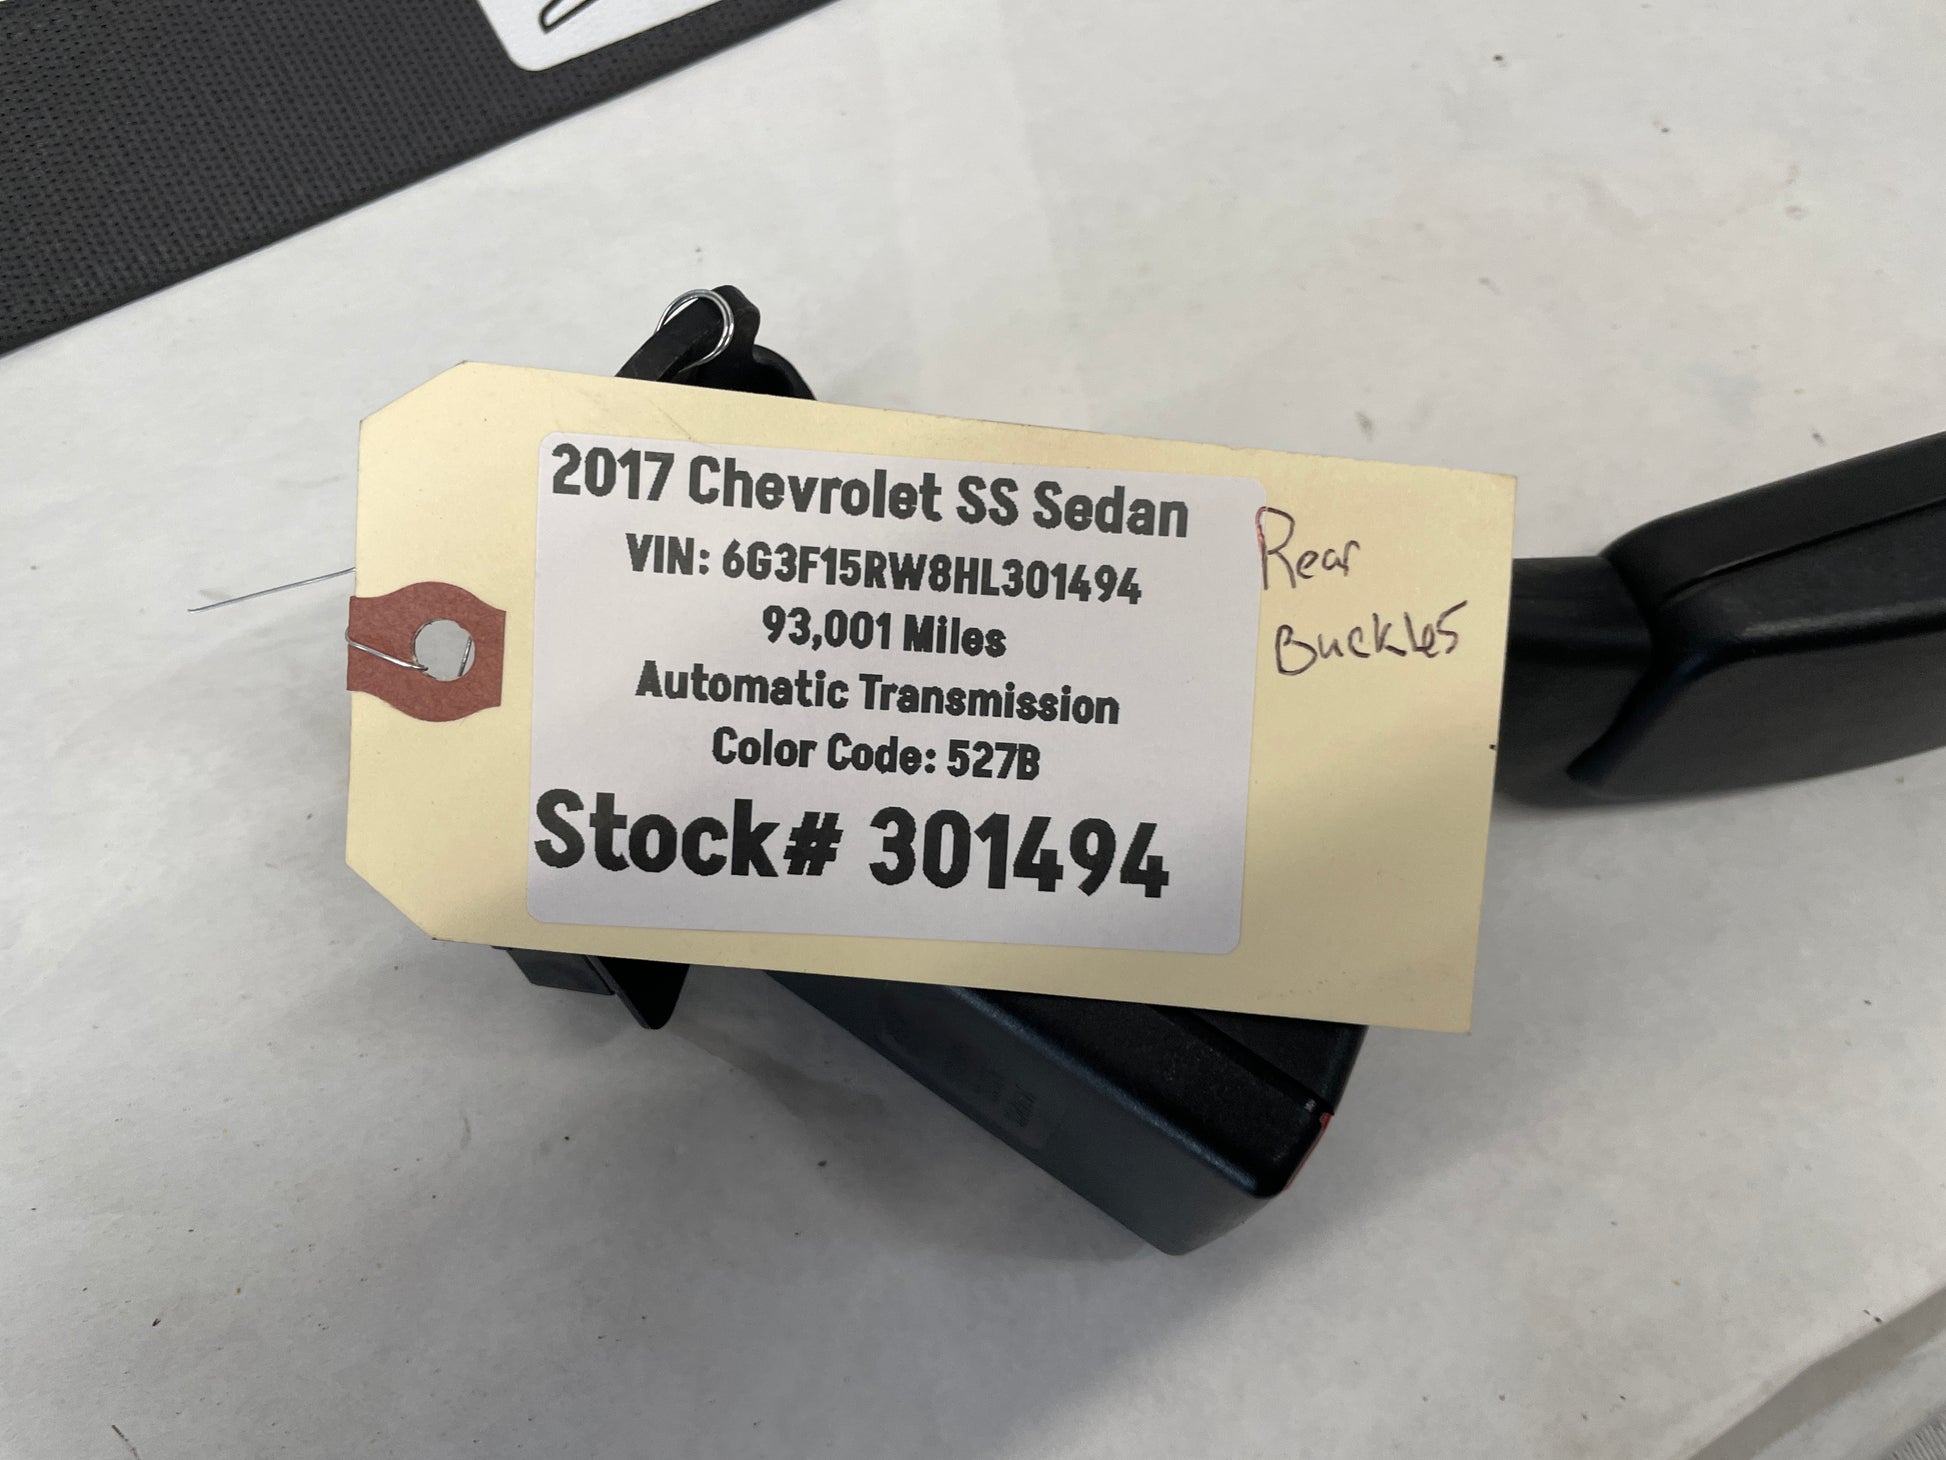 2017 Chevrolet SS Sedan
VIN: 6G3F15RW8HL301494
93,001 Miles
Automatic Transmission
Color Code: 527B
Stock# 301494
Rear
Buckles